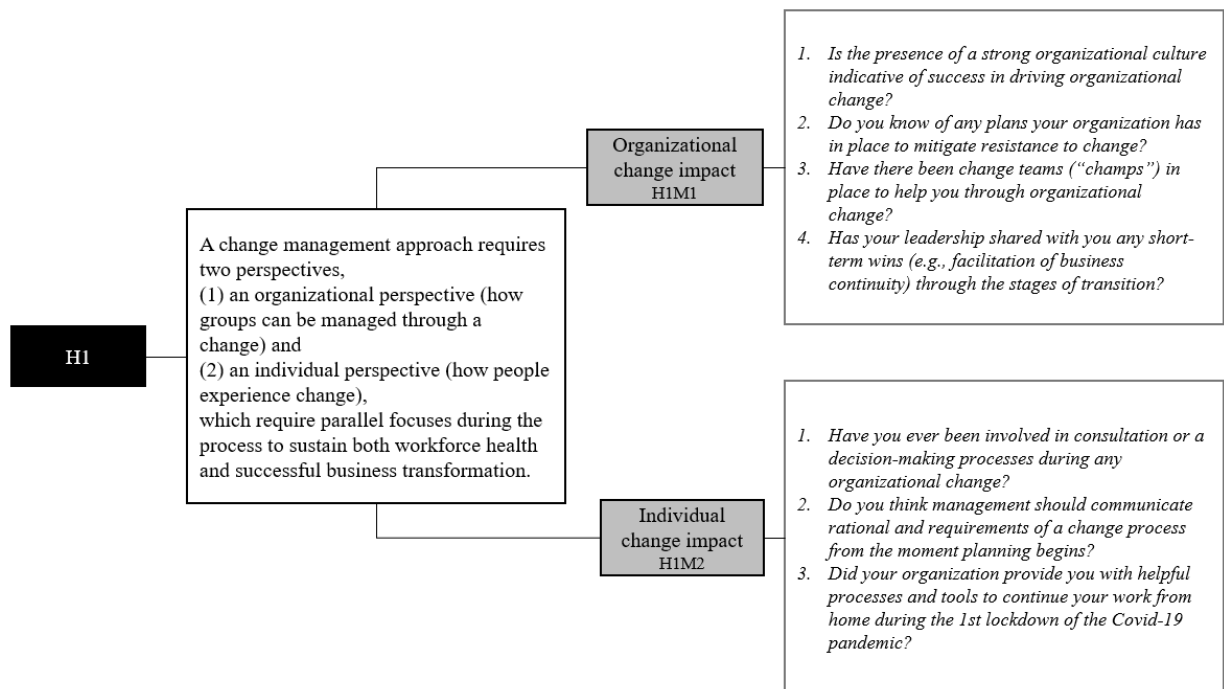 H1
A change management approach requires
two perspectives,
(1) an organizational perspective (how
groups can be managed through a
change) and
(2) an individual perspective (how people
experience change),
which require parallel focuses during the
process to sustain both workforce health
and successful business transformation.
Organizational
change impact
H1M1
1. Is the presence of a strong organizational culture
indicative of success in driving organizational
change?
2. Do you know of any plans your organization has
in place to mitigate resistance to change?
3. Have there been change teams (“champs”) in
place to help you through organizational
change?
4. Has your leadership shared with you any short-
term wins (e.g., facilitation of business
continuity) through the stages of transition?
Individual
change impact
H1M2
1. Have you ever been involved in consultation or a
decision-making processes during any
organizational change?
2. Do you think management should communicate
rational and requirements of a change process
from the moment planning begins?
3. Did your organization provide you with helpful
processes and tools to continue your work from
home during the 1st lockdown of the Covid-19
pandemic?